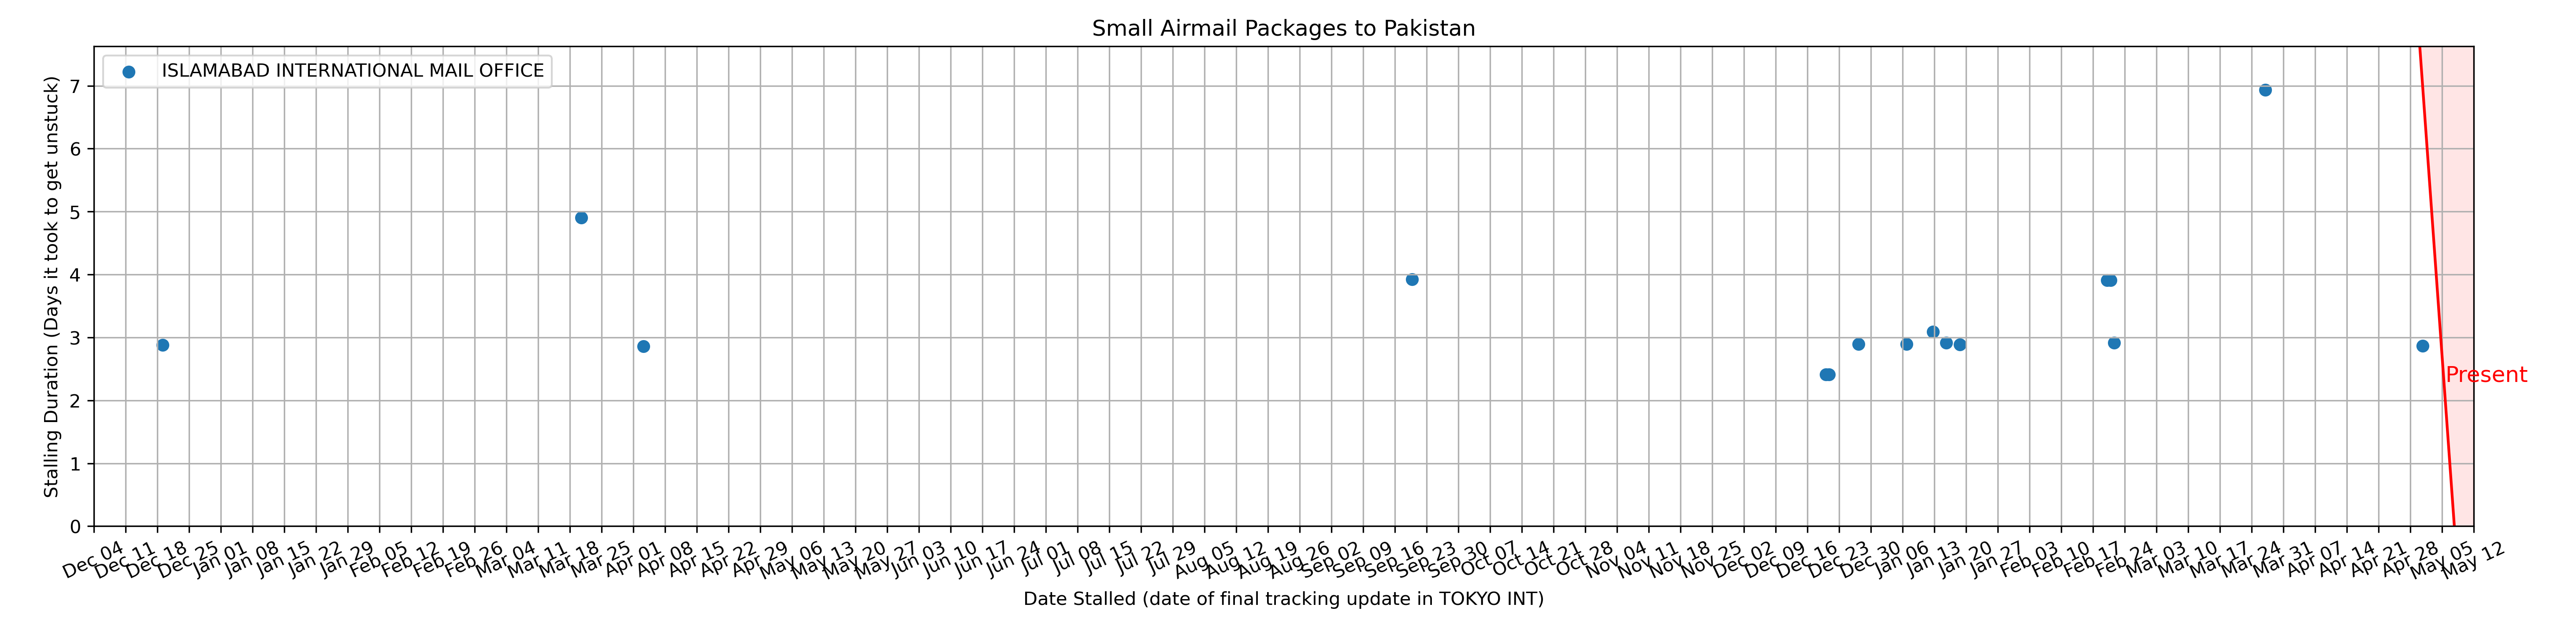 Small Airmail Packages to Pakistan
ISLAMABAD INTERNATIONAL MAIL OFFICE
Stalling Duration (Days it took to get unstuck)
7
6
5
4
3
2
1
0
Present
Dec 04
Dec 11
Dec 18
Dec 25
Jan 01
Jan 08
Jan 15
Jan 22
Jan 29
Feb 05
Feb 12
Feb 19
Feb 26
Mar 04
Mar 11
Mar 18
Mar 25
Apr 01
Apr 08
Apr 15
Apr 22
Apr 29
May 06
May 13
May 20
May 27
Jun 03
Jun 10
Jun 17
Jun 24
Jul 01
Jul 08
Jul 15
Jul 22
Jul 29
Aug 05
Aug 12
Aug 19
Aug 26
Sep 02
Sep 09
Sep 16
Sep 23
Sep 30
Oct 07
Oct 14
Oct 21
Oct 28
Nov 04
Nov 11
Nov 18
Nov 25
Dec 02
Dec 09
Dec 16
Dec 23
Dec 30
Jan 06
Jan 13
Jan 20
Jan 27
Feb 03
Feb 10
Feb 17
Feb 24
Mar 03
Mar 10
Mar 17
Mar 24
Mar 31
Apr 07
Apr 14
Apr 21
Apr 28
May 05
May 12
Date Stalled (date of final tracking update in TOKYO INT)